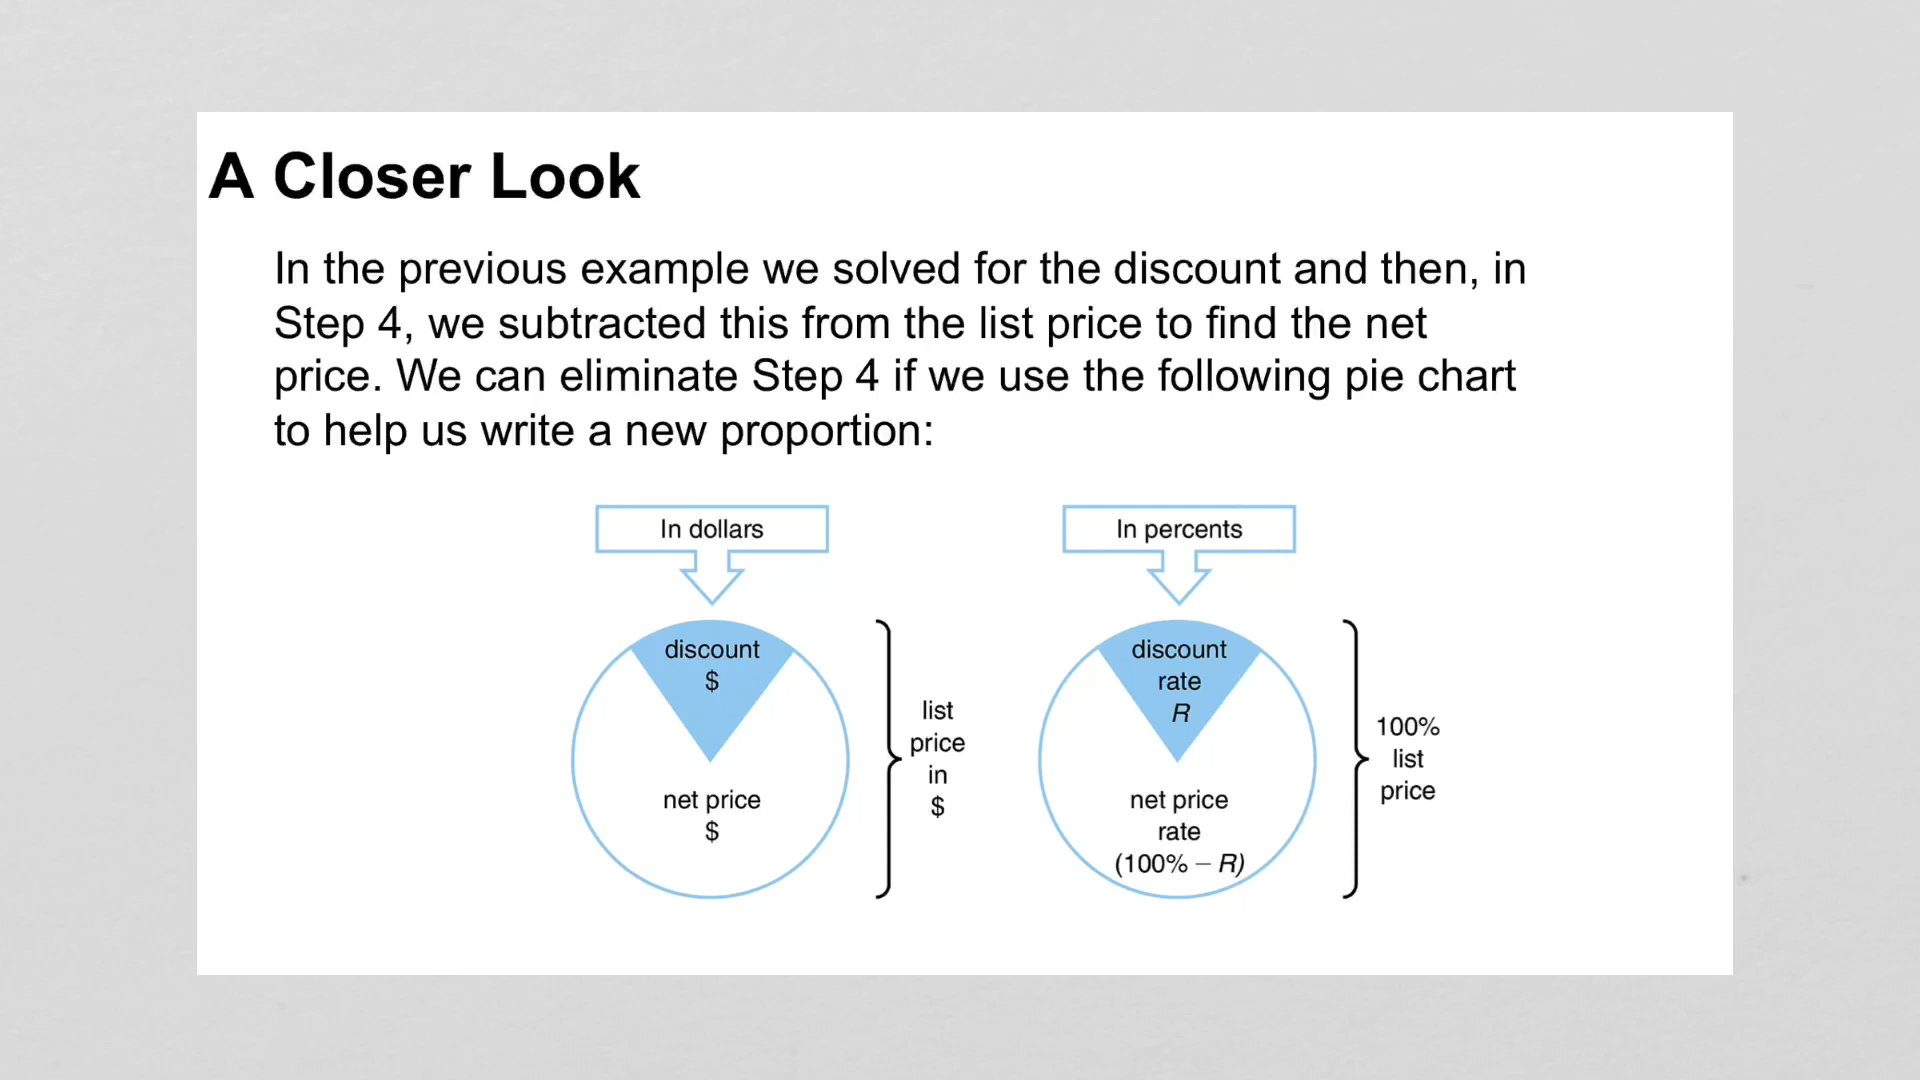 A Closer Look
In the previous example we solved for the discount and then, in
Step 4, we subtracted this from the list price to find the net
price. We can eliminate Step 4 if we use the following pie chart
to help us write a new proportion:
In dollars
discount
$
net price
$
list
price
in
$
In percents
discount
rate
R
net price
rate
(100% – R)
100%
list
price